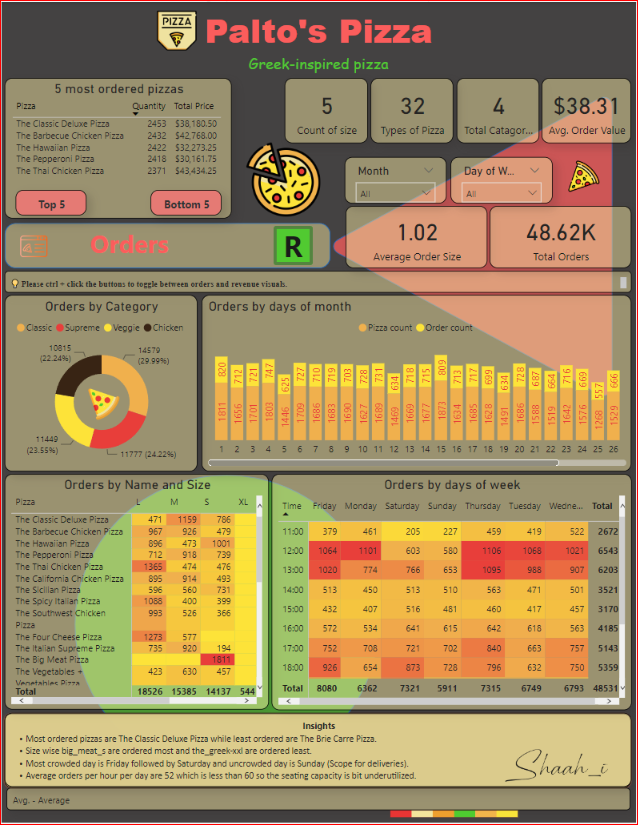 PIZZA
Palto's Pizza
Greek-inspired pizza
5 most ordered pizzas
Pizza Quantity Total Price
The Classic Deluxe Pizza 2453 $38,180.50
The Barbecue Chicken Pizza 2432 $42,768.00
The Hawaiian Pizza 2422 $32,273.25
The Pepperoni Pizza 2418 $30,161.75
The Thai Chicken Pizza 2371 $43,434.25
Top 5 Bottom 5
5 32 4 $38.31
Count of size Types of Pizza Total Catagor... Avg. Order Value
Month Day of W...
All All
1.02 48.62K
Average Order Size Total Orders
Orders R
Please ctrl + click the buttons to toggle between orders and revenue visuals.
Orders by Category
Classic Supreme Veggie Chicken
10815 (22.24%)
14579 (29.99%)
11449 (23.55%)
11777 (24.22%)
Orders by days of month
Pizza count Order count
820 712 721 747 625 727 710 719 703 728 731 634 718 715 809 713 717 699 634 728 687 664 716 669 557 666
1811 1656 1701 1803 1446 1709 1686 1683 1690 1627 1689 1469 1669 1677 1873 1634 1685 1628 1491 1686 1588 1519 1642 1576 1268 1529
1 2 3 4 5 6 7 8 9 10 11 12 13 14 15 16 17 18 19 20 21 22 23 24 25 26
Orders by Name and Size
Pizza L M S XL
The Classic Deluxe Pizza 471 1159 786
The Barbecue Chicken Pizza 967 926 479
The Hawaiian Pizza 896 473 1001
The Pepperoni Pizza 712 918 739
The Thai Chicken Pizza 1365 474 476
The California Chicken Pizza 895 914 493
The Sicilian Pizza 596 560 731
The Spicy Italian Pizza 1088 400 399
The Southwest Chicken 993 526 366
Pizza
The Four Cheese Pizza 1273 577
The Italian Supreme Pizza 735 920 194
The Big Meat Pizza 1811
The Vegetables + 423 630 457
Vegetables Pizza
Total 18526 15385 14137 544
Orders by days of week
Time Friday Monday Saturday Sunday Thursday Tuesday Wedne... Total
11:00 379 461 205 227 459 419 522 2672
12:00 1064 1101 603 580 1106 1068 1021 6543
13:00 1020 774 766 653 1095 988 907 6203
14:00 513 450 513 510 563 471 501 3521
15:00 432 407 516 481 460 417 457 3170
16:00 572 534 641 615 642 618 563 4185
17:00 752 708 721 702 840 663 757 5143
18:00 926 654 873 728 796 632 750 5359
Total 8080 6362 7321 5911 7315 6749 6793 48531
Insights
• Most ordered pizzas are The Classic Deluxe Pizza while least ordered are The Brie Carre Pizza.
• Size wise big_meat_s are ordered most and the_greek-xxl are ordered least.
• Most crowded day is Friday followed by Saturday and uncrowded day is Sunday (Scope for deliveries).
• Average orders per hour per day are 52 which is less than 60 so the seating capacity is bit underutilized.
Shaah_i
Avg. - Average